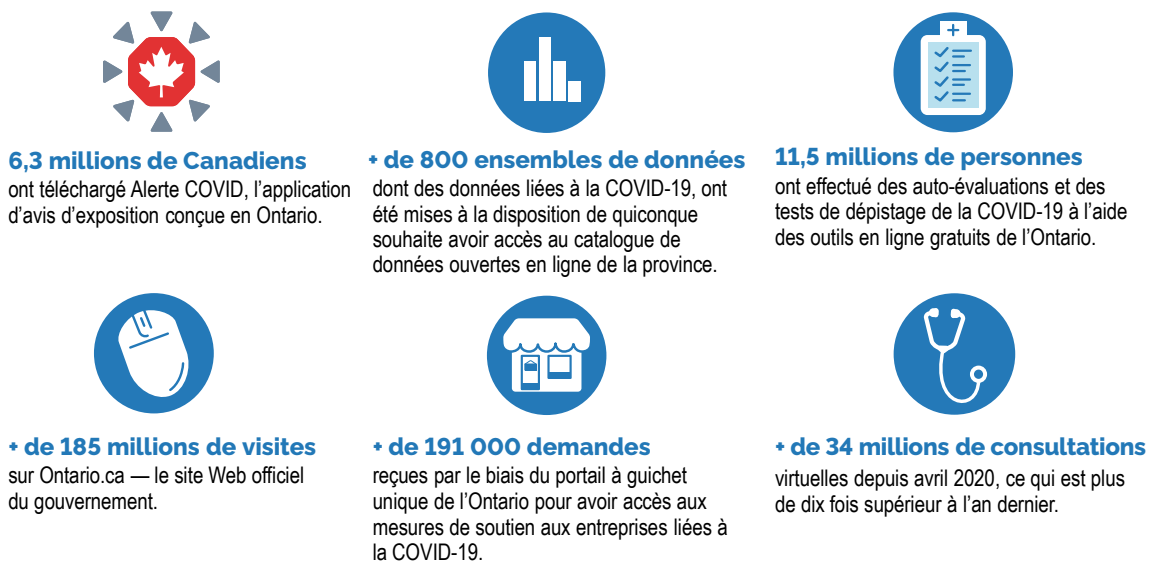 6,3 millions de Canadiens
ont téléchargé Alerte COVID, l’application
d’avis d’exposition conçue en Ontario.
+ de 800 ensembles de données
dont des données liées à la COVID-19, ont
été mises à la disposition de quiconque
souhaite avoir accès au catalogue de
données ouvertes en ligne de la province.
11,5 millions de personnes
ont effectué des auto-évaluations et des
tests de dépistage de la COVID-19 à l’aide
des outils en ligne gratuits de l’Ontario.
+ de 185 millions de visites
sur Ontario.ca — le site Web officiel
du gouvernement.
+ de 191 000 demandes
reçues par le biais du portail à guichet
unique de l’Ontario pour avoir accès aux
mesures de soutien aux entreprises liées à
la COVID-19.
+ de 34 millions de consultations
virtuelles depuis avril 2020, ce qui est plus
de dix fois supérieur à l’an dernier.